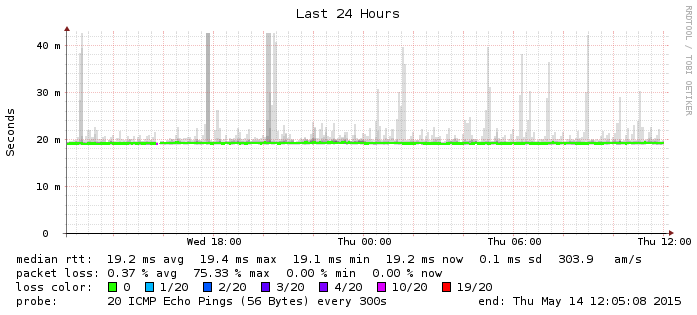 Last 24 Hours
RRDTOOL / TOBI OETIKER
Seconds
40 m
30 m
20 m
10 m
0
Wed 18:00 Thu 00:00 Thu 06:00 Thu 12:00
median rtt: 19.2 ms avg 19.4 ms max 19.1 ms min 19.2 ms now 0.1 ms sd 303.9 am/s
packet loss: 0.37 % avg 75.33 % max 0.00 % min 0.00 % now
loss color: 0 1/20 2/20 3/20 4/20 10/20 19/20
probe: 20 ICMP Echo Pings (56 Bytes) every 300s end: Thu May 14 12:05:08 2015